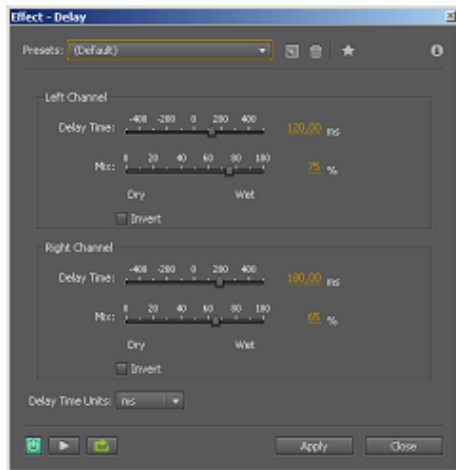 Effect - Delay
Presets: (Default)
Left Channel
-400 -200 0 200 400
Delay Time: 120,00 ms
0 20 40 60 80 100
Mix: 75 %
Dry Wet
Invert
Right Channel
-400 -200 0 200 400
Delay Time: 180,00 ms
0 20 40 60 80 100
Mix: 65 %
Dry Wet
Invert
Delay Time Units: ms
Apply Close